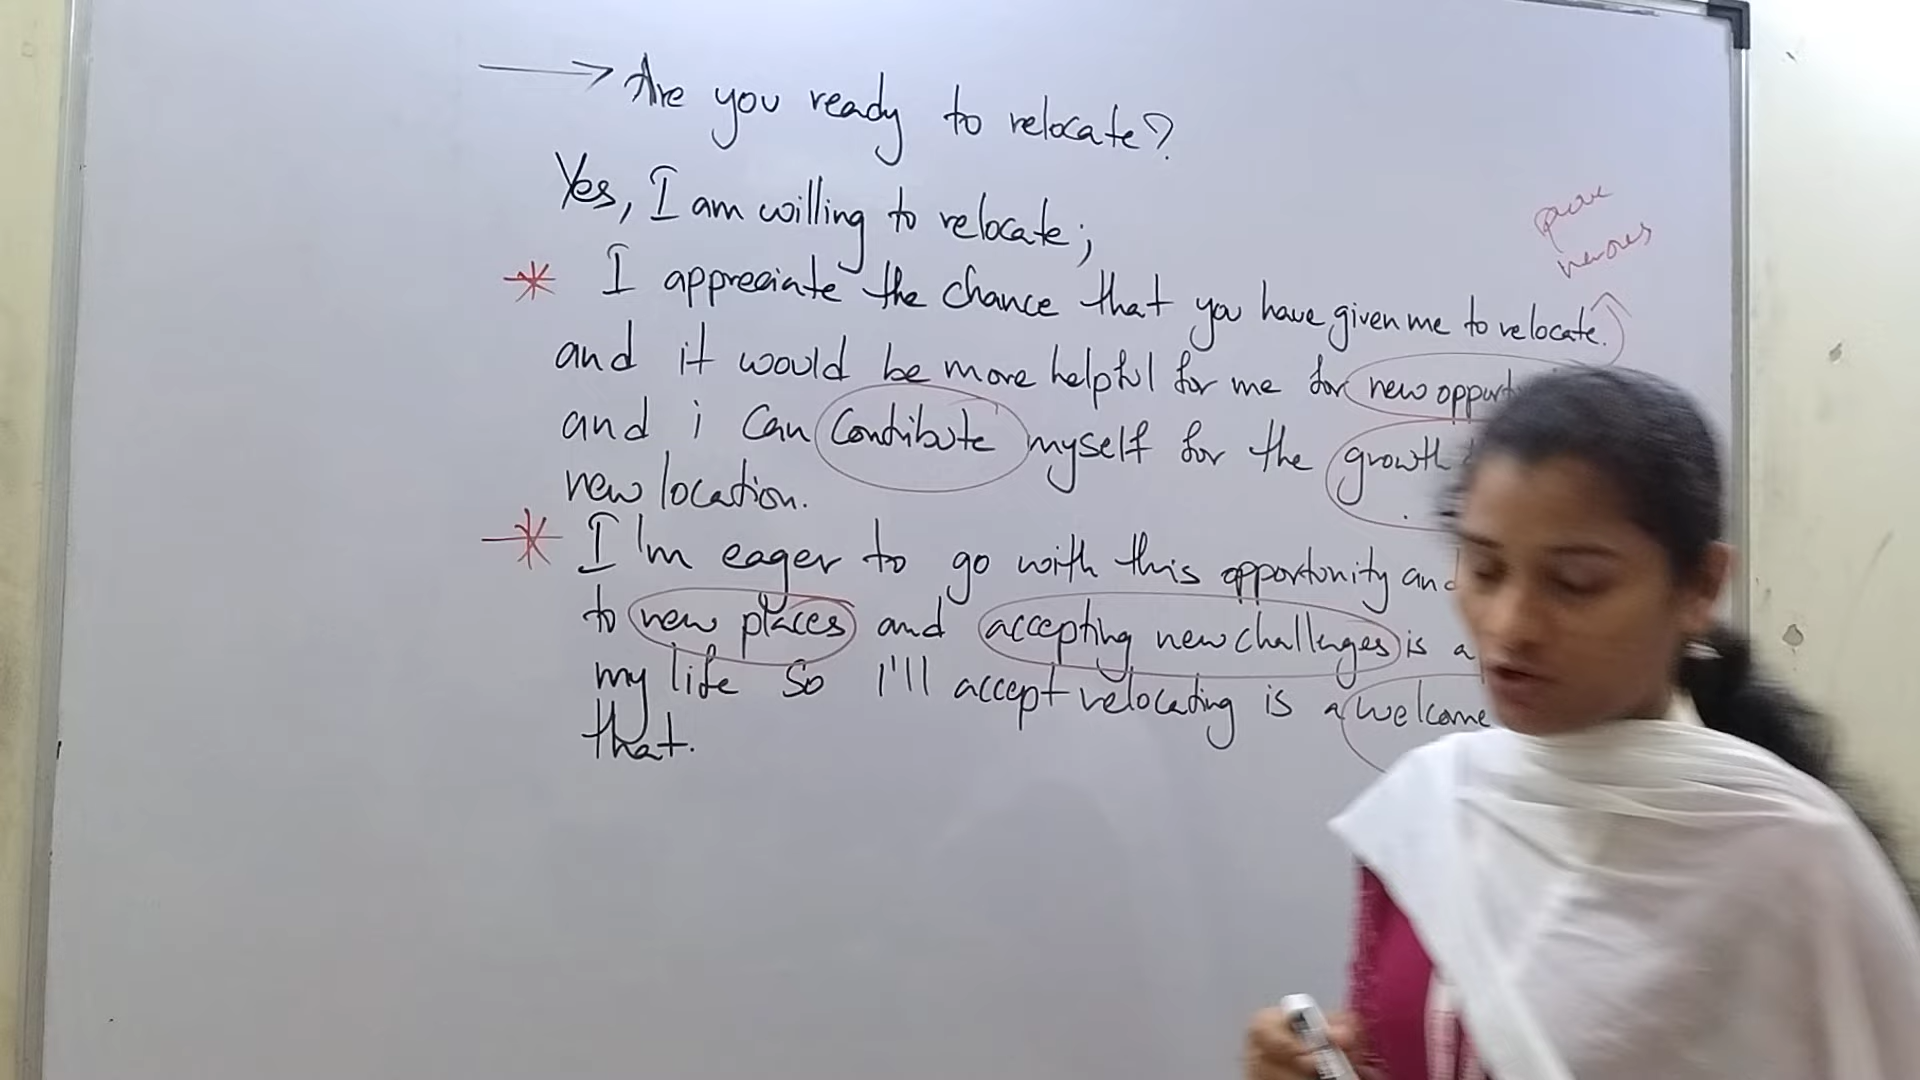 Are you ready to relocate?
Yes, I am willing to relocate;
I appreciate the chance that you have given me to relocate.
and it would be more helpful for me for new
and i can contribute myself for the growth
new location.
I'm eager to go with this opportunity and
to new places and accepting new challenges is a
my life so I'll accept relocating is a welcome
that.